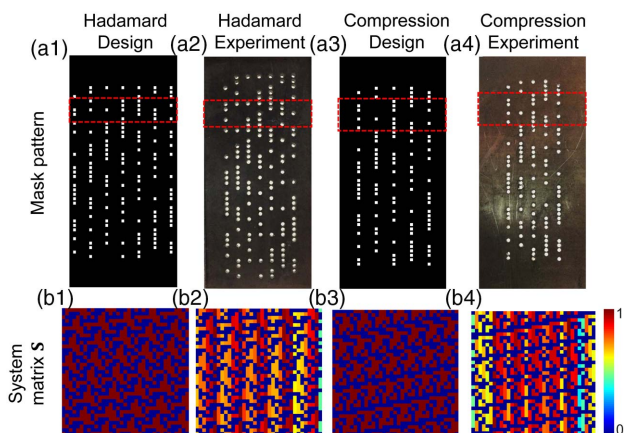 Hadamard Design
Hadamard Experiment
Compression Design
Compression Experiment
(a1)
(a2)
(a3)
(a4)
Mask pattern
(b1)
(b2)
(b3)
(b4)
System matrix S
1
0